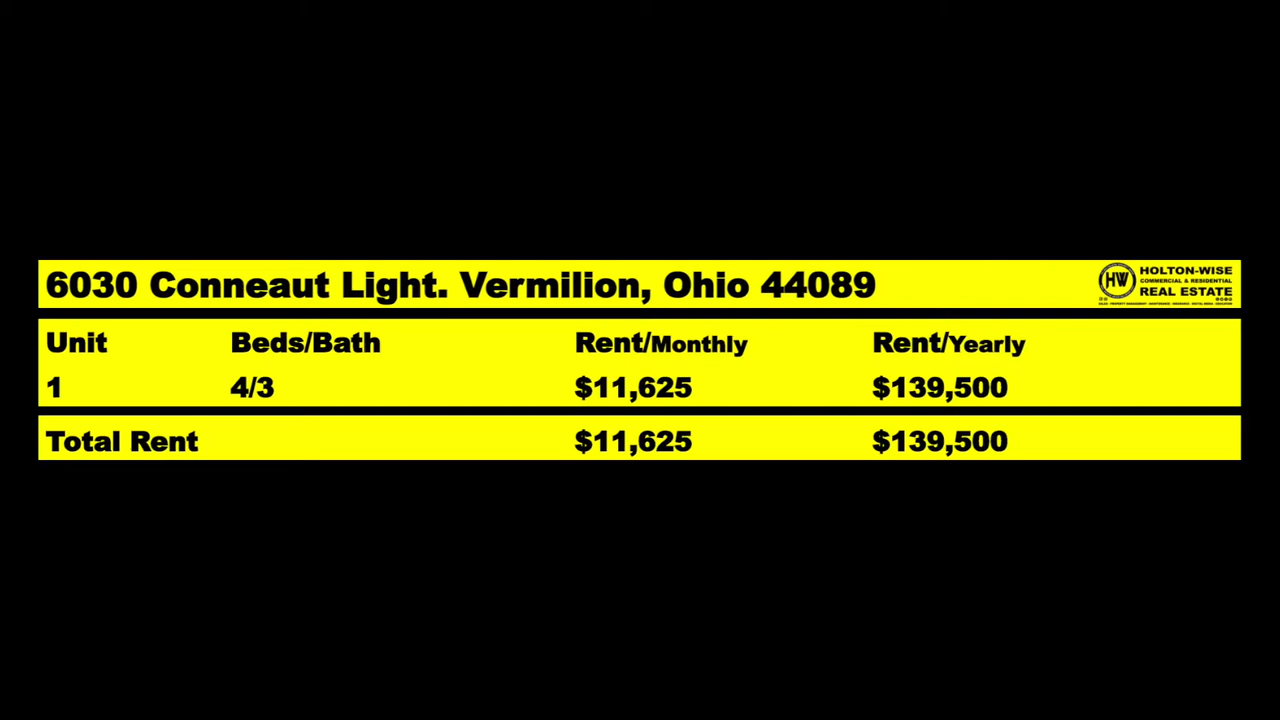 6030 Conneaut Light. Vermilion, Ohio 44089
HW
HOLTON-WISE
COMMERCIAL & RESIDENTIAL
REAL ESTATE
Unit Beds/Bath Rent/Monthly Rent/Yearly
1 4/3 $11,625 $139,500
Total Rent $11,625 $139,500